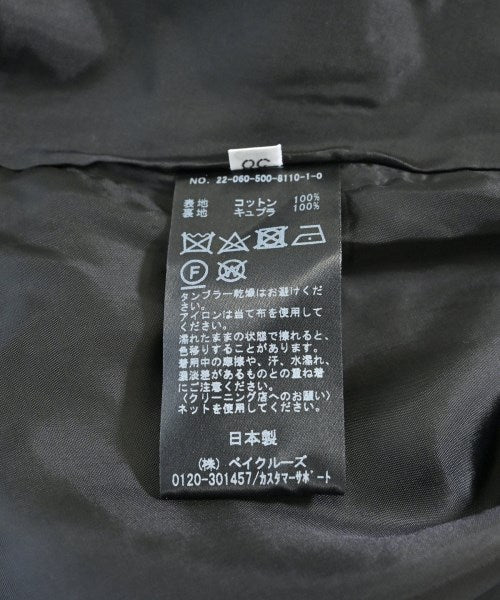 QC
NO. 22-060-500-8110-1-0
表地 コットン 100%
裏地 キュプラ 100%
F W
タンブラー乾燥はお避けくだ
さい。
アイロンは当て布を使用して
ください。
濡れたままの状態で擦れると、
色移りすることがあります。
着用中の摩擦や、汗、水濡れ、
濃淡差があるものとの重ね着
にご注意ください。
〈クリーニング店へのお願い〉
ネットを使用してください。
日本製
(株) ベイクルーズ
0120-301457/カスタマーサポート